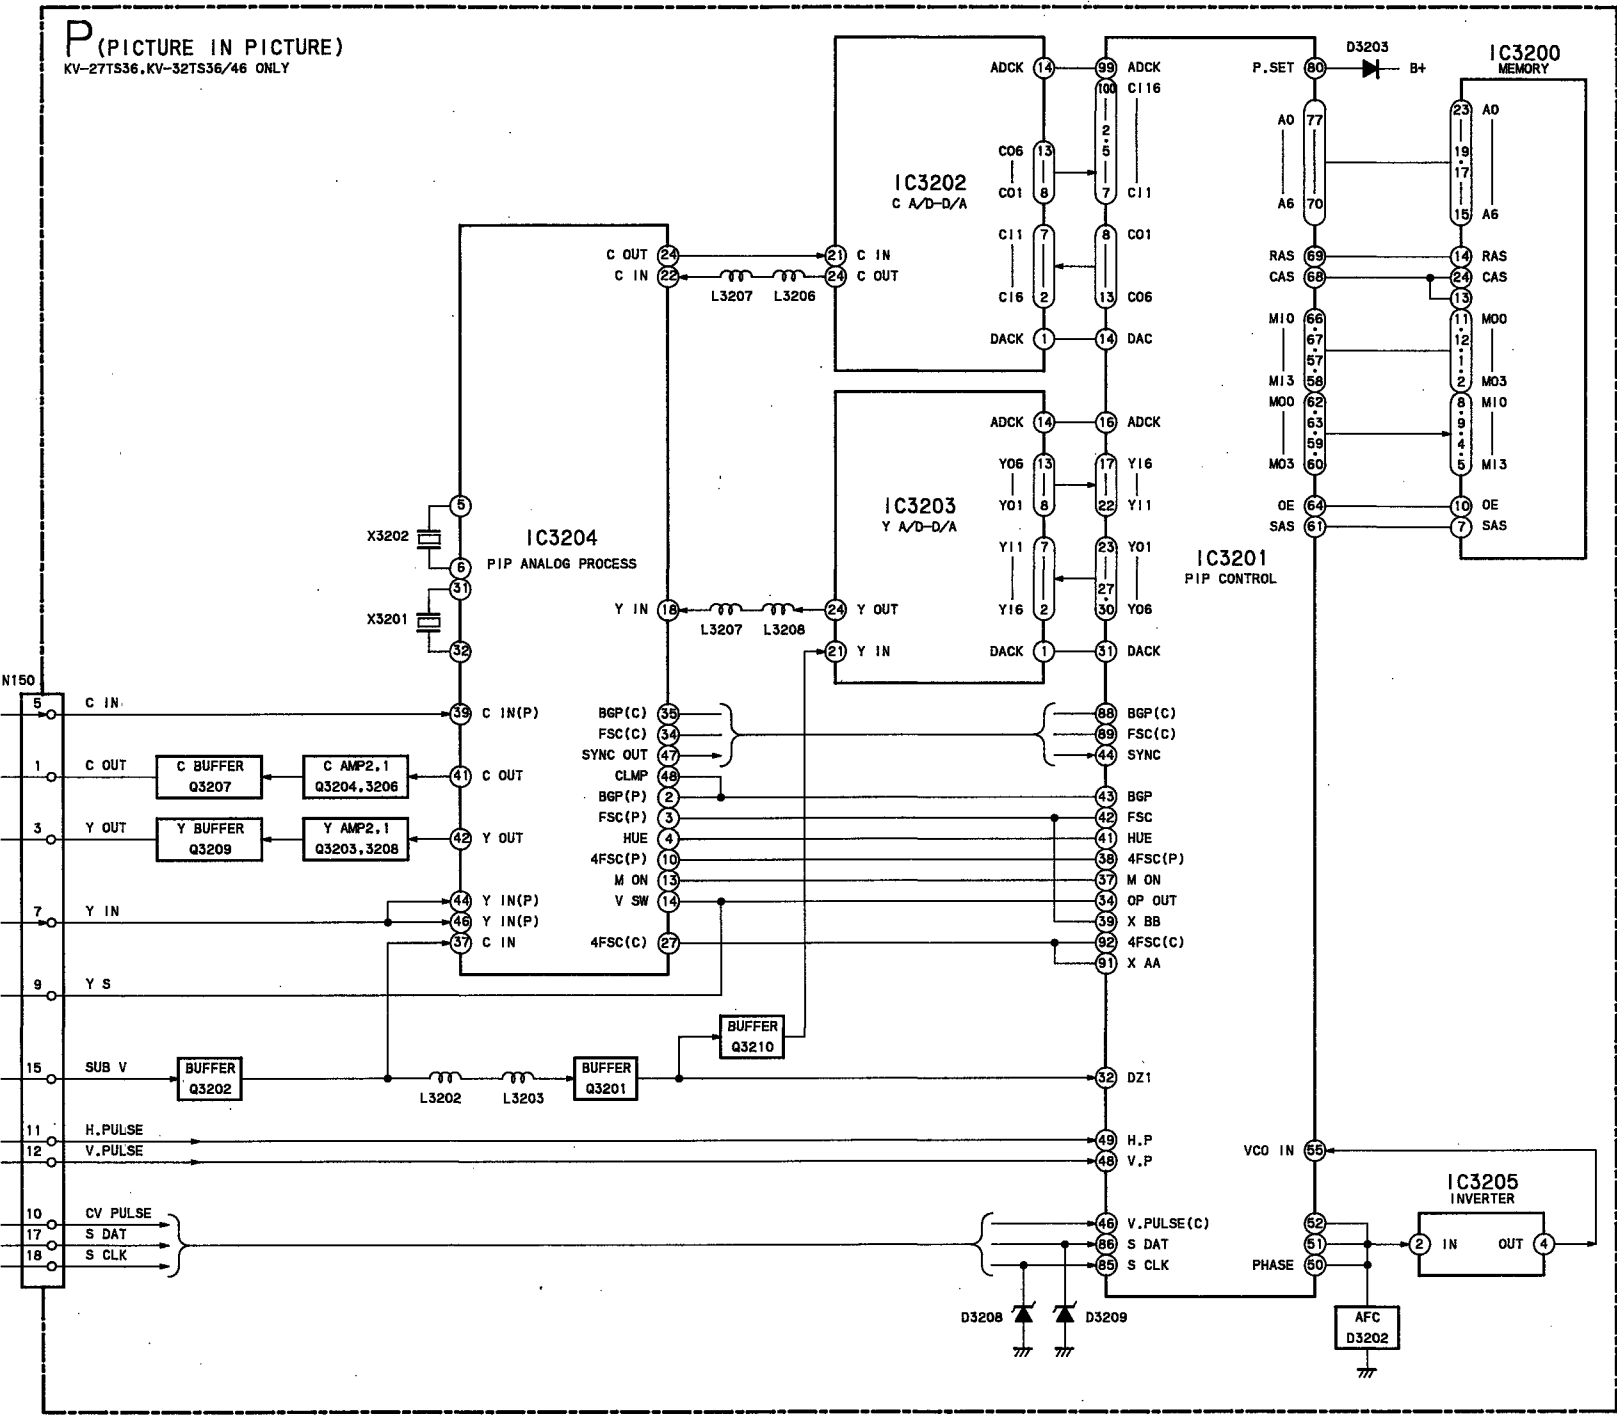 P (PICTURE IN PICTURE)
KV-27TS36,KV-32TS36/46 ONLY
IC3202
C A/D-D/A
ADCK 14
CO6 13
CO1 8
CI1 7
CI6 2
DACK 1
21 C IN
24 C OUT
IC3203
Y A/D-D/A
ADCK 14
YO6 13
YO1 8
YI1 7
YI6 2
DACK 1
24 Y OUT
21 Y IN
IC3204
PIP ANALOG PROCESS
C OUT 24
C IN 22
L3207 L3206
Y IN 18
L3207 L3208
5
X3202
6
31
X3201
32
39 C IN(P)
41 C OUT
42 Y OUT
44 Y IN(P)
46 Y IN(P)
37 C IN
BGP(C) 35
FSC(C) 34
SYNC OUT 47
CLMP 48
BGP(P) 2
FSC(P) 3
HUE 4
4FSC(P) 10
M ON 13
V SW 14
4FSC(C) 27
IC3201
PIP CONTROL
99 ADCK
100 CI16
2
5
7 CI1
8 CO1
13 CO6
14 DAC
16 ADCK
17 YI6
22 YI1
23 YO1
27
30 YO6
31 DACK
88 BGP(C)
89 FSC(C)
44 SYNC
43 BGP
42 FSC
41 HUE
38 4FSC(P)
37 M ON
34 OP OUT
39 X BB
92 4FSC(C)
91 X AA
32 DZ1
49 H.P
48 V.P
46 V.PULSE(C)
86 S DAT
85 S CLK
P.SET 80
D3203
B+
A0 77
A6 70
RAS 69
CAS 68
MI0 66
67
57
MI3 58
MO0 62
63
59
MO3 60
OE 64
SAS 61
VCO IN 55
52
51
PHASE 50
IC3200
MEMORY
23 A0
19
17
15 A6
14 RAS
24 CAS
13
11 MO0
12
1
2 MO3
8 MI0
9
4
5 MI3
10 OE
7 SAS
IC3205
INVERTER
2 IN OUT 4
AFC
D3202
D3208
D3209
N150
5 C IN
1 C OUT
C BUFFER
Q3207
C AMP2,1
Q3204,3206
3 Y OUT
Y BUFFER
Q3209
Y AMP2,1
Q3203,3208
7 Y IN
9 Y S
15 SUB V
BUFFER
Q3202
L3202 L3203
BUFFER
Q3201
BUFFER
Q3210
11 H.PULSE
12 V.PULSE
10 CV PULSE
17 S DAT
18 S CLK